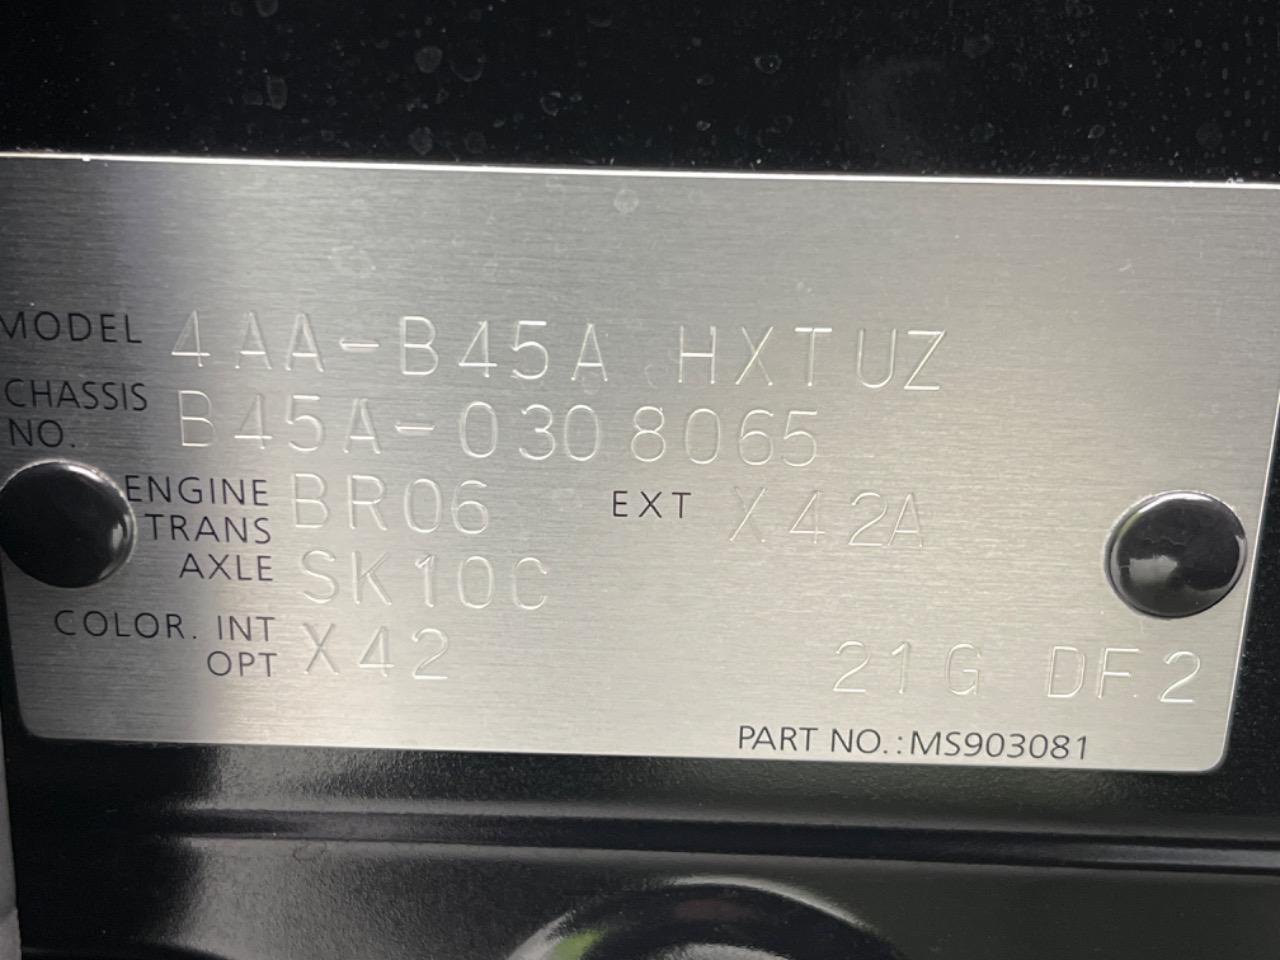 MODEL 4AA-B45A HXTUZ
CHASSIS NO. B45A-0308065
ENGINE BR06 EXT X42A
TRANS AXLE SK10C
COLOR. INT OPT X42 21G DF2
PART NO.:MS903081